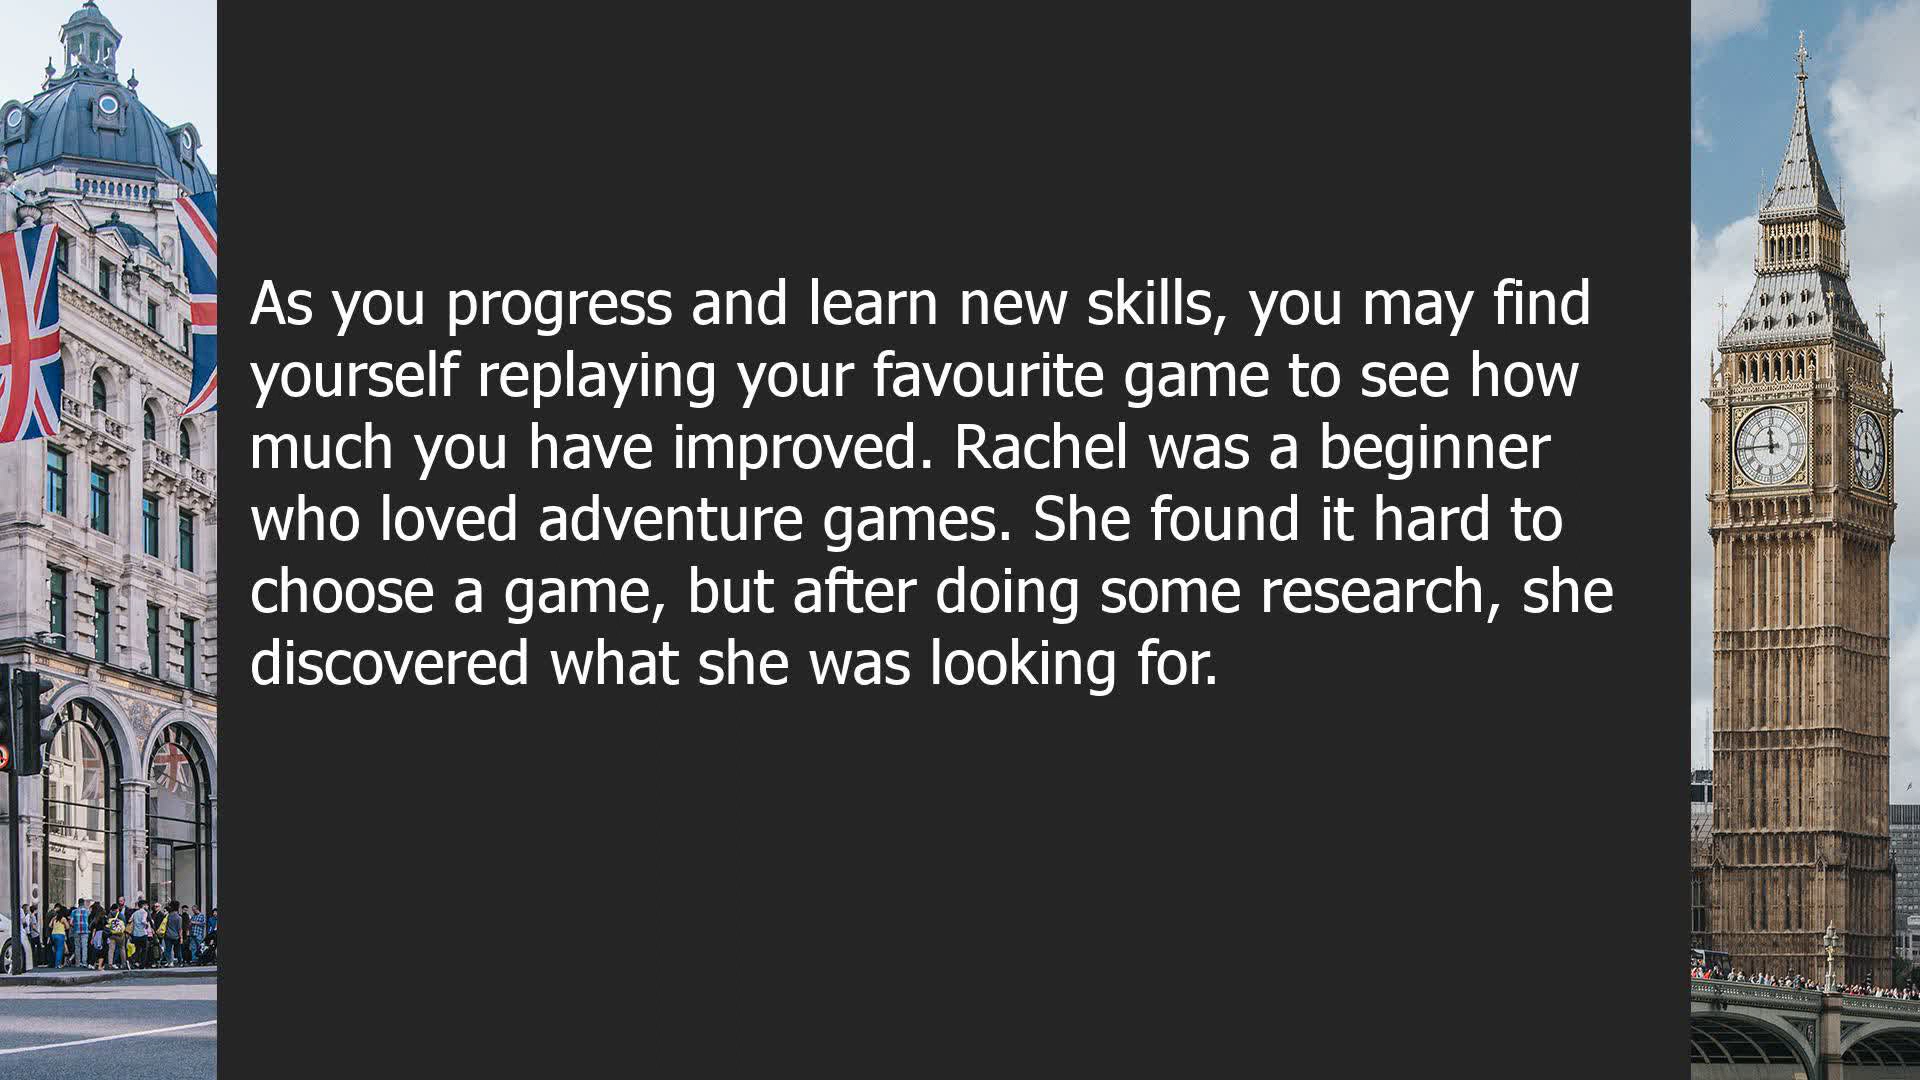 As you progress and learn new skills, you may find
yourself replaying your favourite game to see how
much you have improved. Rachel was a beginner
who loved adventure games. She found it hard to
choose a game, but after doing some research, she
discovered what she was looking for.